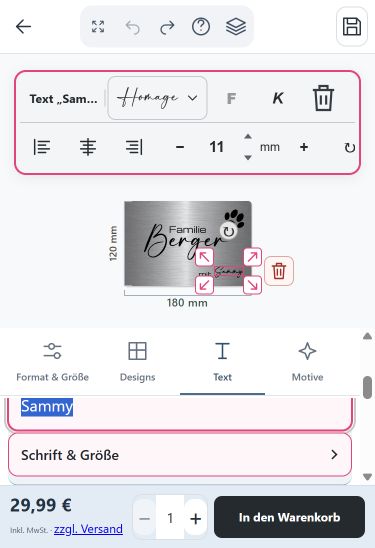 Text „Sam...
Homage
F
K
− 11 mm +
120 mm
Familie
Berger
mit Sammy
180 mm
Format & Größe
Designs
Text
Motive
Sammy
Schrift & Größe
29,99 €
Inkl. MwSt. · zzgl. Versand
− 1 +
In den Warenkorb